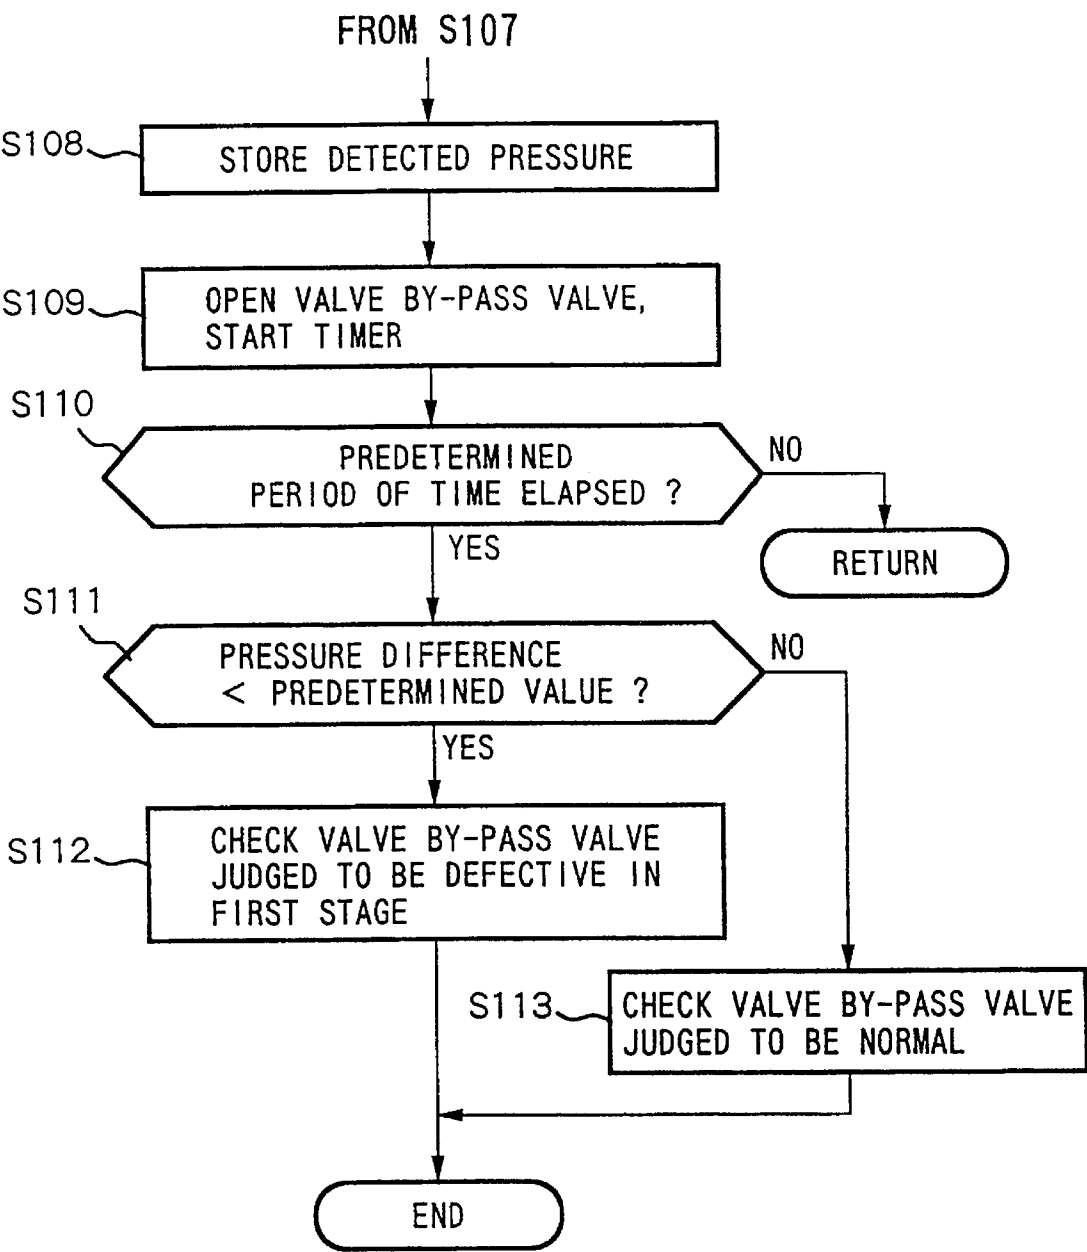 FROM S107
S108
STORE DETECTED PRESSURE
S109
OPEN VALVE BY-PASS VALVE,
START TIMER
S110
PREDETERMINED
PERIOD OF TIME ELAPSED ?
NO
RETURN
YES
S111
PRESSURE DIFFERENCE
< PREDETERMINED VALUE ?
NO
YES
S112
CHECK VALVE BY-PASS VALVE
JUDGED TO BE DEFECTIVE IN
FIRST STAGE
S113
CHECK VALVE BY-PASS VALVE
JUDGED TO BE NORMAL
END